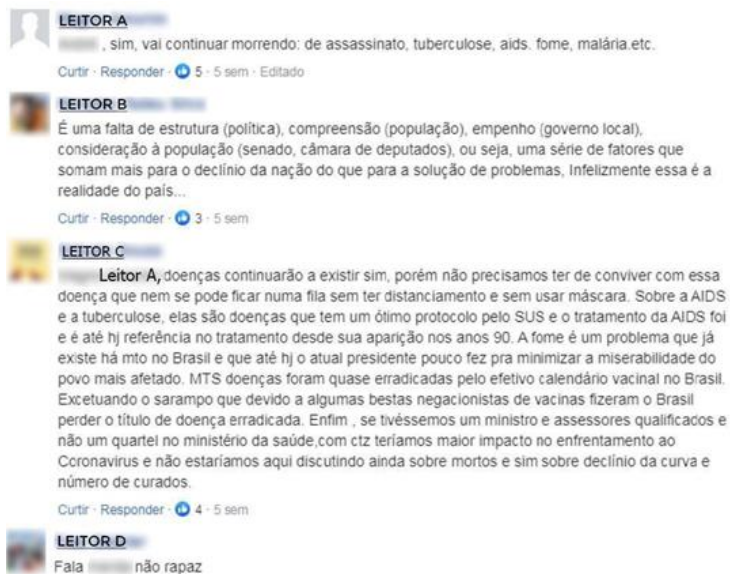 LEITOR A
, sim, vai continuar morrendo: de assassinato, tuberculose, aids. fome, malária.etc.
Curtir · Responder · 5 · 5 sem · Editado
LEITOR B
É uma falta de estrutura (política), compreensão (população), empenho (governo local),
consideração à população (senado, câmara de deputados), ou seja, uma série de fatores que
somam mais para o declínio da nação do que para a solução de problemas, Infelizmente essa é a
realidade do país...
Curtir · Responder · 3 · 5 sem
LEITOR C
Leitor A, doenças continuarão a existir sim, porém não precisamos ter de conviver com essa
doença que nem se pode ficar numa fila sem ter distanciamento e sem usar máscara. Sobre a AIDS
e a tuberculose, elas são doenças que tem um ótimo protocolo pelo SUS e o tratamento da AIDS foi
e é até hj referência no tratamento desde sua aparição nos anos 90. A fome é um problema que já
existe há mto no Brasil e que até hj o atual presidente pouco fez pra minimizar a miserabilidade do
povo mais afetado. MTS doenças foram quase erradicadas pelo efetivo calendário vacinal no Brasil.
Excetuando o sarampo que devido a algumas bestas negacionistas de vacinas fizeram o Brasil
perder o título de doença erradicada. Enfim , se tivéssemos um ministro e assessores qualificados e
não um quartel no ministério da saúde,com ctz teríamos maior impacto no enfrentamento ao
Coronavirus e não estaríamos aqui discutindo ainda sobre mortos e sim sobre declínio da curva e
número de curados.
Curtir · Responder · 4 · 5 sem
LEITOR D
Fala não rapaz